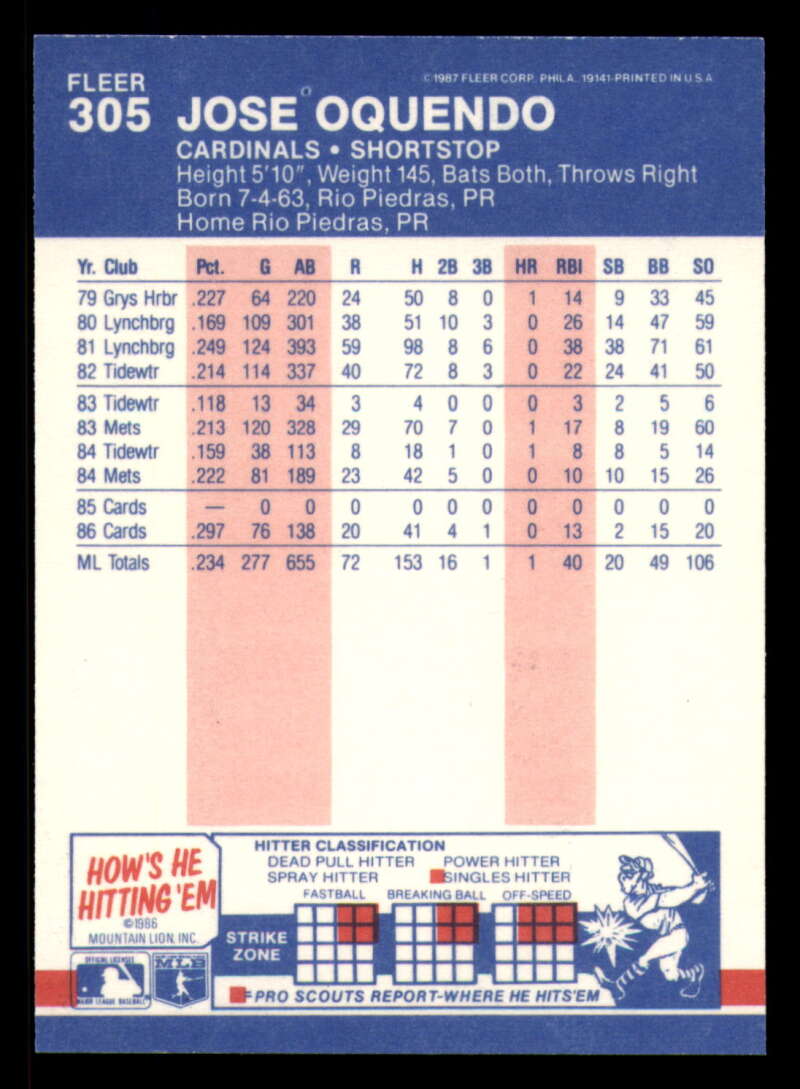 FLEER
© 1987 FLEER CORP. PHILA. 19141-PRINTED IN U S A
305 JOSE OQUENDO
CARDINALS • SHORTSTOP
Height 5'10", Weight 145, Bats Both, Throws Right
Born 7-4-63, Rio Piedras, PR
Home Rio Piedras, PR
Yr. Club Pct. G AB R H 2B 3B HR RBI SB BB SO
79 Grys Hrbr .227 64 220 24 50 8 0 1 14 9 33 45
80 Lynchbrg .169 109 301 38 51 10 3 0 26 14 47 59
81 Lynchbrg .249 124 393 59 98 8 6 0 38 38 71 61
82 Tidewtr .214 114 337 40 72 8 3 0 22 24 41 50
83 Tidewtr .118 13 34 3 4 0 0 0 3 2 5 6
83 Mets .213 120 328 29 70 7 0 1 17 8 19 60
84 Tidewtr .159 38 113 8 18 1 0 1 8 8 5 14
84 Mets .222 81 189 23 42 5 0 0 10 10 15 26
85 Cards — 0 0 0 0 0 0 0 0 0 0 0
86 Cards .297 76 138 20 41 4 1 0 13 2 15 20
ML Totals .234 277 655 72 153 16 1 1 40 20 49 106
HOW'S HE
HITTING 'EM
©1986
MOUNTAIN LION, INC.
HITTER CLASSIFICATION
DEAD PULL HITTER POWER HITTER
SPRAY HITTER SINGLES HITTER
FASTBALL BREAKING BALL OFF-SPEED
STRIKE
ZONE
=PRO SCOUTS REPORT-WHERE HE HITS'EM
OFFICIAL LICENSEE
MAJOR LEAGUE BASEBALL
MLB